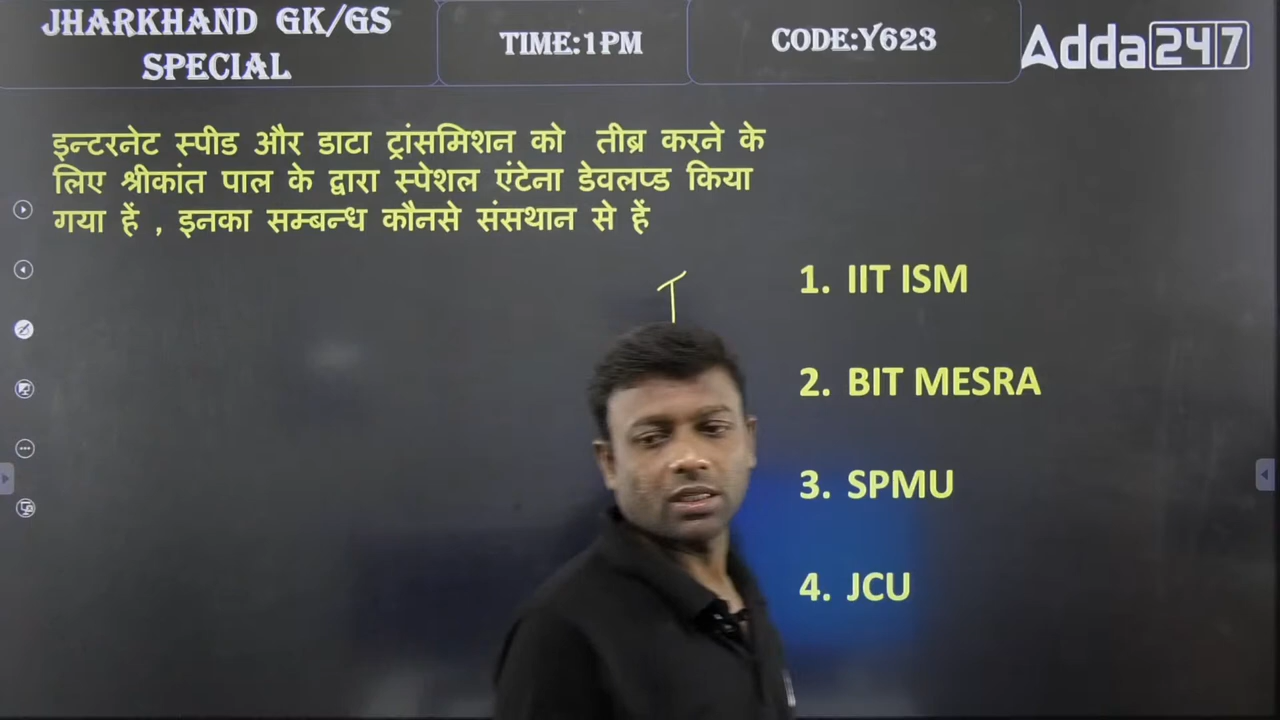 JHARKHAND GK/GS
SPECIAL
TIME:1PM
CODE:Y623
Adda247
इन्टरनेट स्पीड और डाटा ट्रांसमिशन को तीब्र करने के
लिए श्रीकांत पाल के द्वारा स्पेशल एंटेना डेवलप्ड किया
गया हें , इनका सम्बन्ध कौनसे संसथान से हें
1. IIT ISM
2. BIT MESRA
3. SPMU
4. JCU